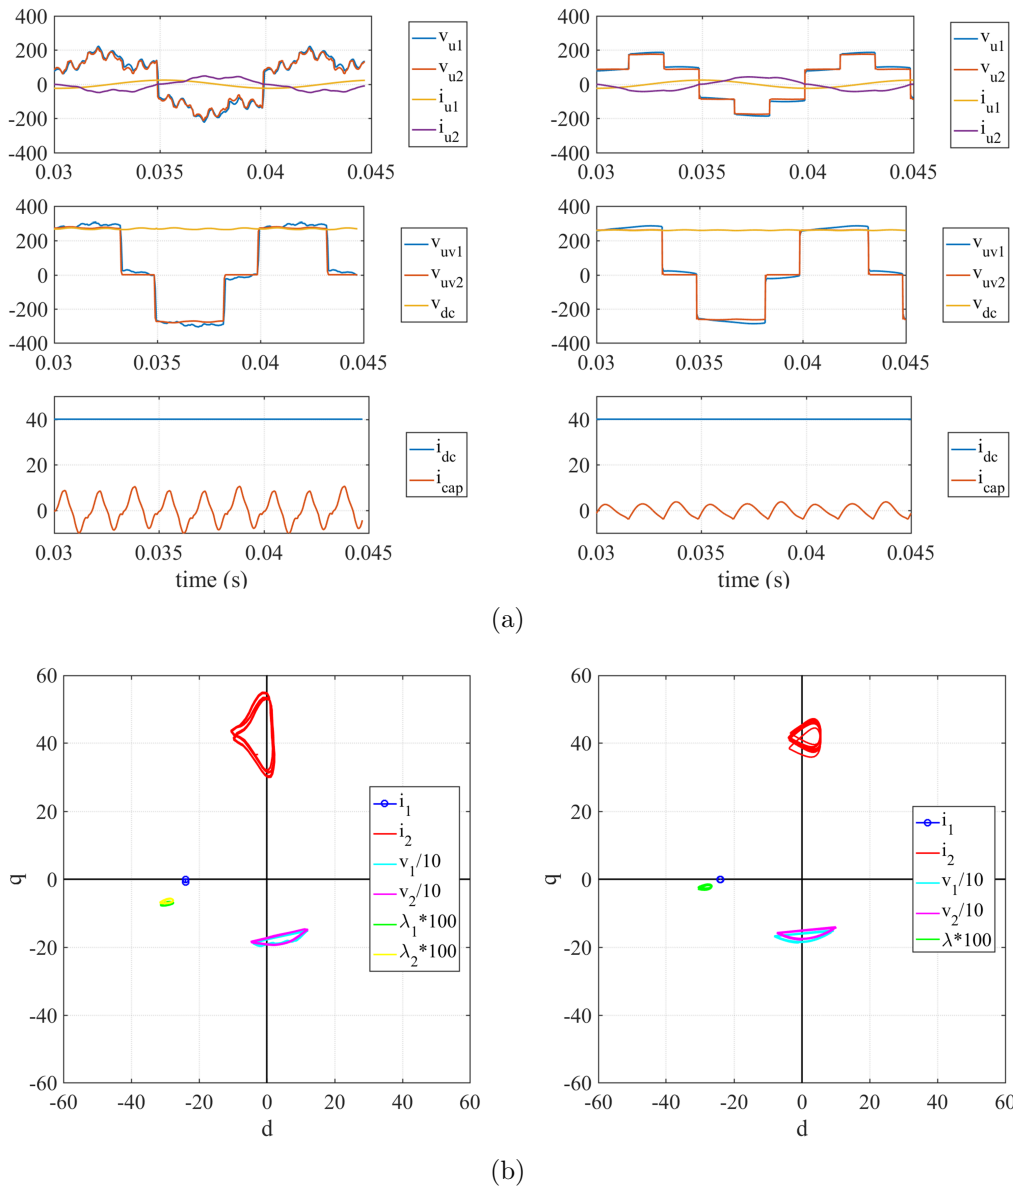 400
200
0
-200
-400
0.03 0.035 0.04 0.045
v_u1
v_u2
i_u1
i_u2
400
200
0
-200
-400
0.03 0.035 0.04 0.045
v_u1
v_u2
i_u1
i_u2
400
200
0
-200
-400
0.03 0.035 0.04 0.045
v_uv1
v_uv2
v_dc
400
200
0
-200
-400
0.03 0.035 0.04 0.045
v_uv1
v_uv2
v_dc
40
20
0
0.03 0.035 0.04 0.045
time (s)
i_dc
i_cap
40
20
0
0.03 0.035 0.04 0.045
time (s)
i_dc
i_cap
(a)
60
40
20
0
-20
-40
-60
q
-60 -40 -20 0 20 40 60
d
i_1
i_2
v_1/10
v_2/10
λ_1*100
λ_2*100
60
40
20
0
-20
-40
-60
q
-60 -40 -20 0 20 40 60
d
i_1
i_2
v_1/10
v_2/10
λ*100
(b)